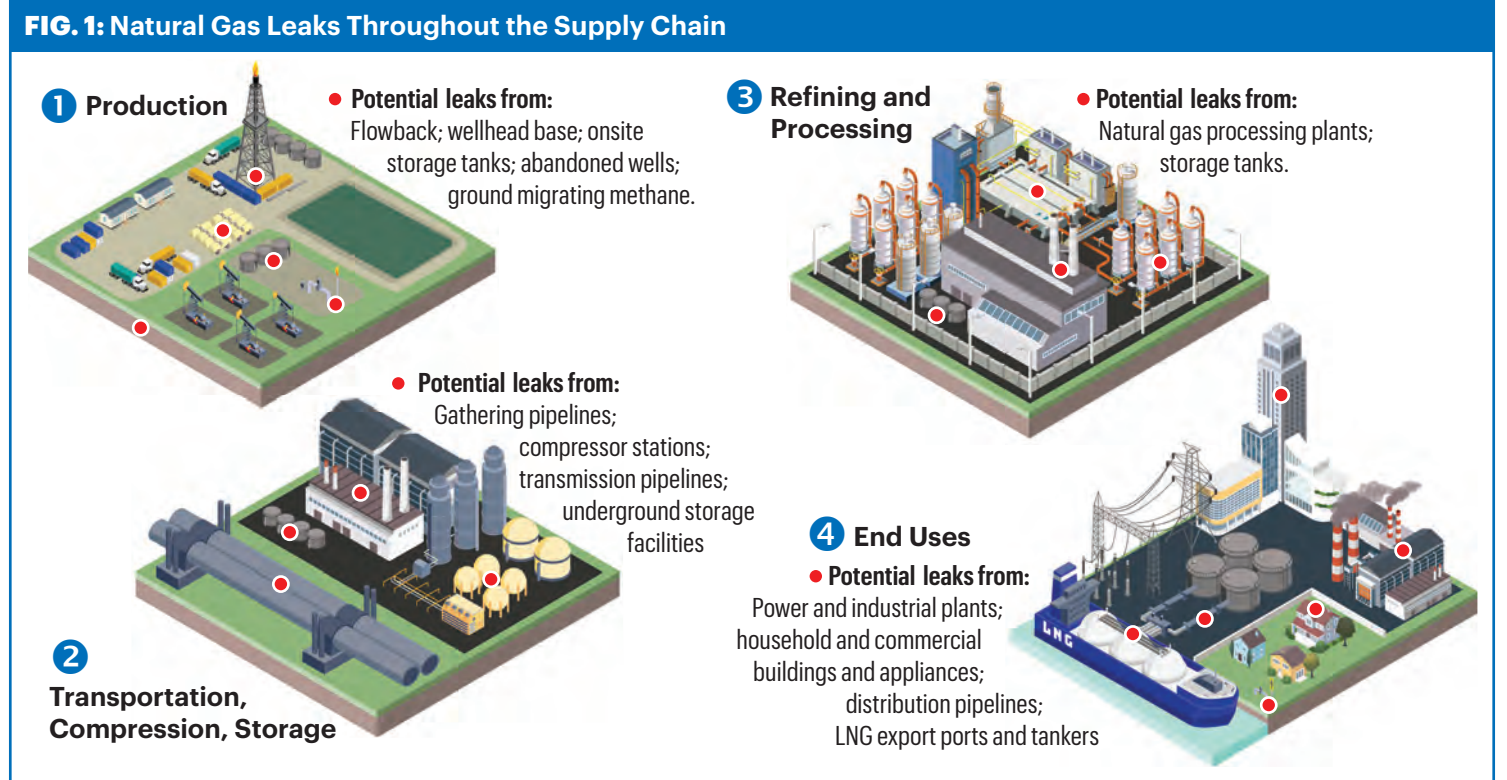 FIG. 1: Natural Gas Leaks Throughout the Supply Chain
1 Production
Potential leaks from:
Flowback; wellhead base; onsite
storage tanks; abandoned wells;
ground migrating methane.
2
Transportation,
Compression, Storage
Potential leaks from:
Gathering pipelines;
compressor stations;
transmission pipelines;
underground storage
facilities
3 Refining and
Processing
Potential leaks from:
Natural gas processing plants;
storage tanks.
4 End Uses
Potential leaks from:
Power and industrial plants;
household and commercial
buildings and appliances;
distribution pipelines;
LNG export ports and tankers
LNG